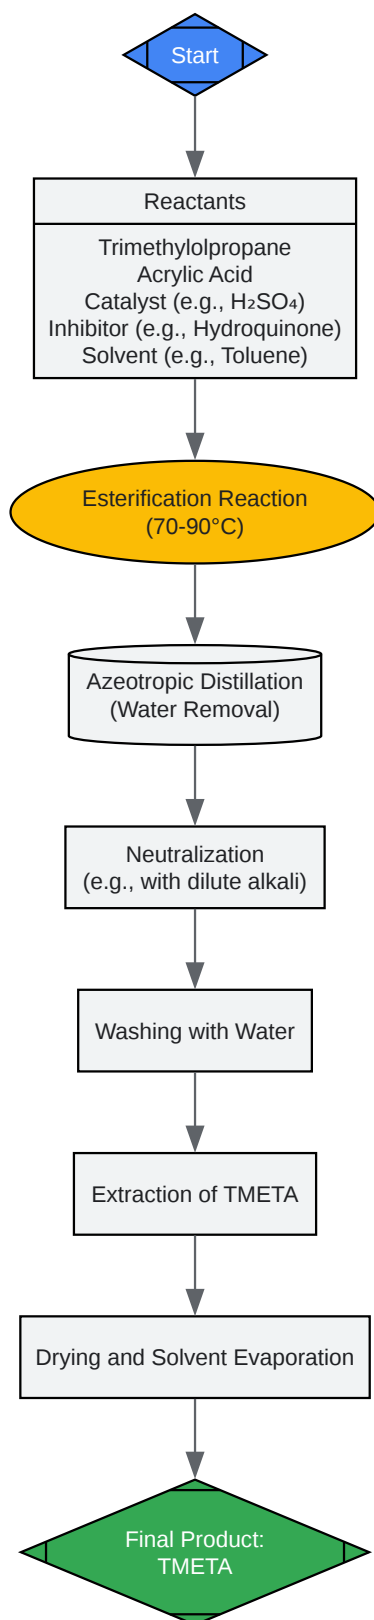 Start
Reactants
Trimethylolpropane
Acrylic Acid
Catalyst (e.g., H₂SO₄)
Inhibitor (e.g., Hydroquinone)
Solvent (e.g., Toluene)
Esterification Reaction
(70-90°C)
Azeotropic Distillation
(Water Removal)
Neutralization
(e.g., with dilute alkali)
Washing with Water
Extraction of TMETA
Drying and Solvent Evaporation
Final Product:
TMETA